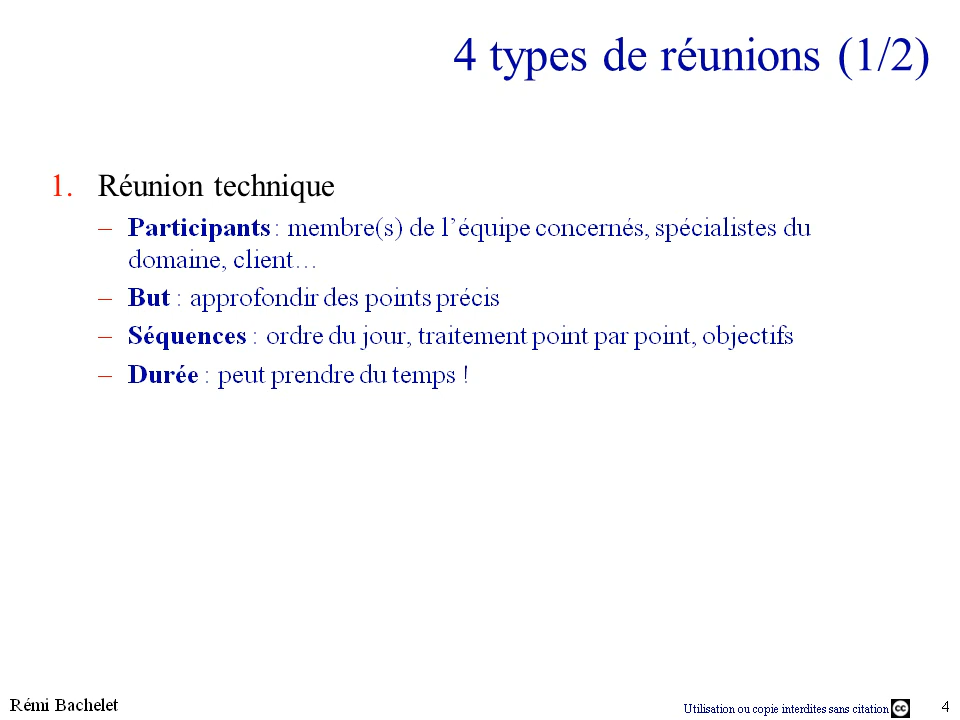 4 types de réunions (1/2)
1. Réunion technique
– Participants : membre(s) de l’équipe concernés, spécialistes du
domaine, client…
– But : approfondir des points précis
– Séquences : ordre du jour, traitement point par point, objectifs
– Durée : peut prendre du temps !
Rémi Bachelet
Utilisation ou copie interdites sans citation
cc
4